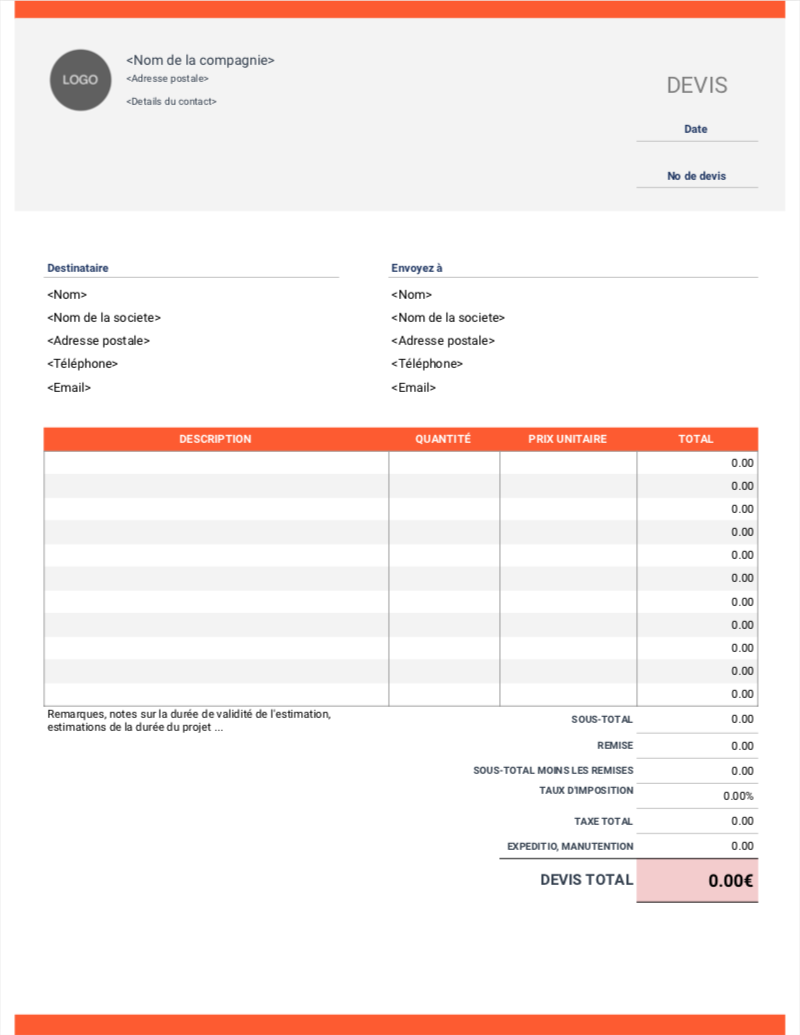 LOGO
<Nom de la compagnie>
<Adresse postale>
<Details du contact>
DEVIS
Date
No de devis
Destinataire
<Nom>
<Nom de la societe>
<Adresse postale>
<Téléphone>
<Email>
Envoyez à
<Nom>
<Nom de la societe>
<Adresse postale>
<Téléphone>
<Email>
DESCRIPTION QUANTITÉ PRIX UNITAIRE TOTAL
0.00
0.00
0.00
0.00
0.00
0.00
0.00
0.00
0.00
0.00
0.00
Remarques, notes sur la durée de validité de l'estimation,
estimations de la durée du projet ...
SOUS-TOTAL 0.00
REMISE 0.00
SOUS-TOTAL MOINS LES REMISES 0.00
TAUX D'IMPOSITION 0.00%
TAXE TOTAL 0.00
EXPEDITIO, MANUTENTION 0.00
DEVIS TOTAL 0.00€